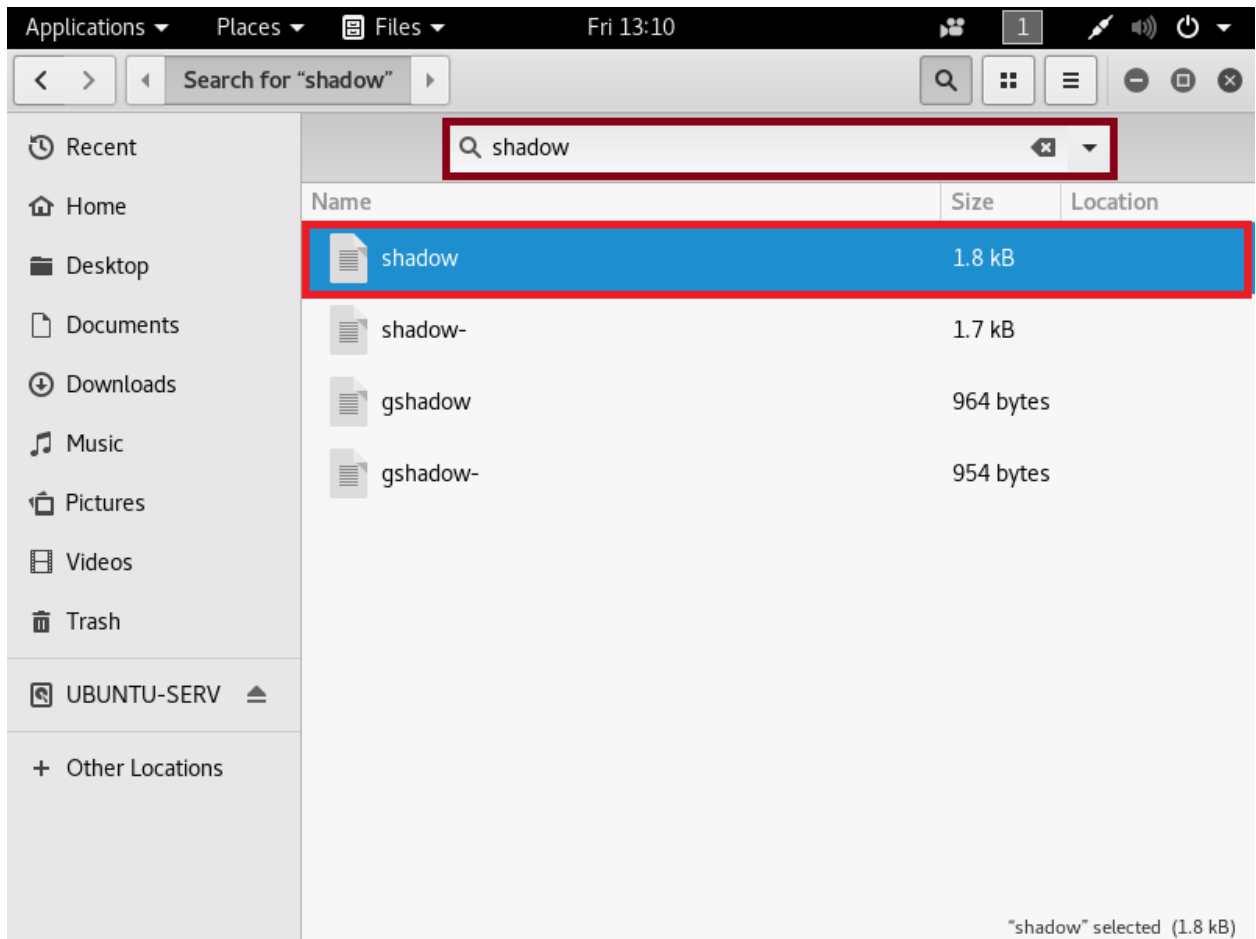 Applications Places Files Fri 13:10 1
Search for “shadow”
shadow
Recent
Home
Desktop
Documents
Downloads
Music
Pictures
Videos
Trash
UBUNTU-SERV
+ Other Locations
Name Size Location
shadow 1.8 kB
shadow- 1.7 kB
gshadow 964 bytes
gshadow- 954 bytes
“shadow” selected (1.8 kB)